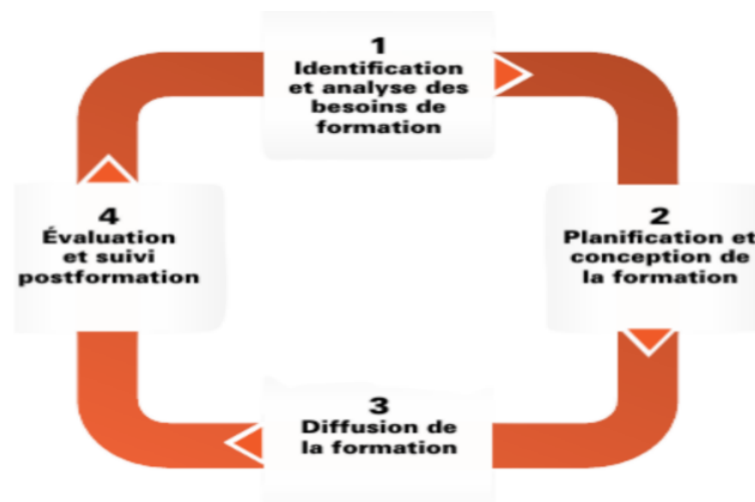 1
Identification
et analyse des
besoins de
formation
2
Planification et
conception de
la formation
3
Diffusion de
la formation
4
Évaluation
et suivi
postformation